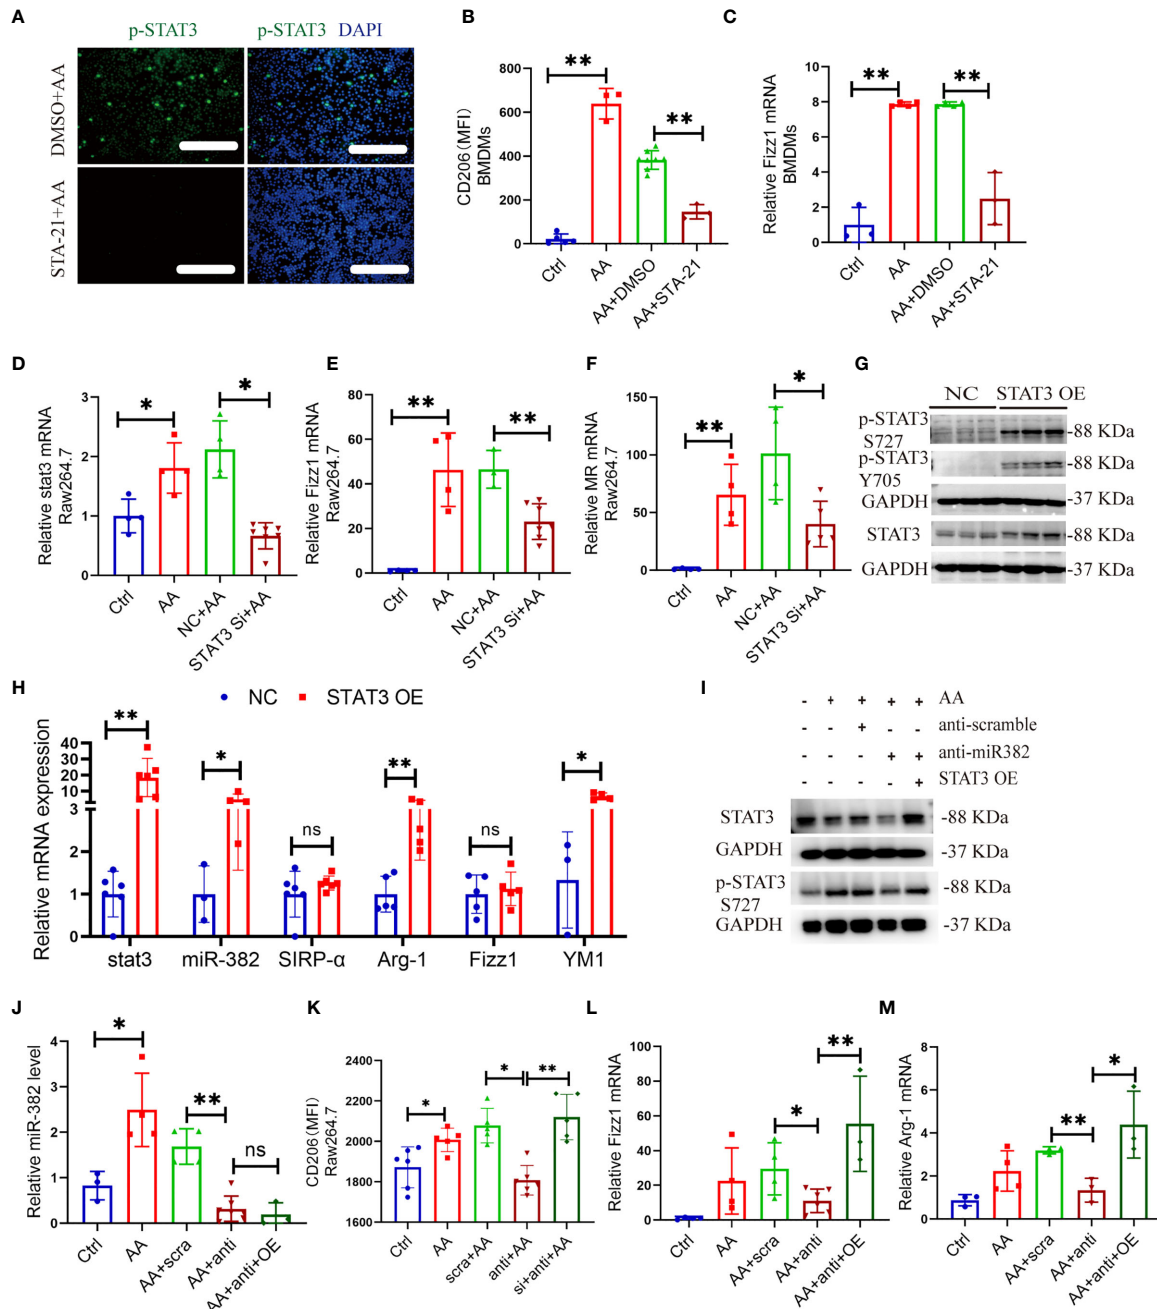 A
p-STAT3
p-STAT3 DAPI
DMSO+AA
STA-21+AA
B
CD206(MFI)
BMDMs
800
600
400
200
0
**
**
Ctrl
AA
AA+DMSO
AA+STA-21
C
Relative Fizz1 mRNA
BMDMs
10
8
6
4
2
0
**
**
Ctrl
AA
AA+DMSO
AA+STA-21
D
Relative stat3 mRNA
Raw264.7
3
2
1
0
*
*
Ctrl
AA
NC+AA
STAT3 Si+AA
E
Relative Fizz1 mRNA
Raw264.7
80
60
40
20
0
**
**
Ctrl
AA
NC+AA
STAT3 Si+AA
F
Relative MR mRNA
Raw264.7
150
100
50
0
**
*
Ctrl
AA
NC+AA
STAT3 Si+AA
G
NC STAT3 OE
p-STAT3
S727
-88 KDa
p-STAT3
Y705
-88 KDa
GAPDH -37 KDa
STAT3 -88 KDa
GAPDH -37 KDa
H
NC STAT3 OE
Relative mRNA expression
40
30
20
10
3
2
1
0
**
*
ns
**
ns
*
stat3 miR-382 SIRP-α Arg-1 Fizz1 YM1
I
- + + + + AA
- - + - - anti-scramble
- - - + + anti-miR382
- - - - + STAT3 OE
STAT3 -88 KDa
GAPDH -37 KDa
p-STAT3
S727
-88 KDa
GAPDH -37 KDa
J
Relative miR-382 level
4
3
2
1
0
*
**
ns
Ctrl
AA
AA+scra
AA+anti
AA+anti+OE
K
CD206(MFI)
Raw264.7
2400
2200
2000
1800
1600
*
*
**
Ctrl
AA
scra+AA
anti+AA
si+anti+AA
L
Relative Fizz1 mRNA
100
80
60
40
20
0
*
**
Ctrl
AA
AA+scra
AA+anti
AA+anti+OE
M
Relative Arg-1 mRNA
8
6
4
2
0
**
*
Ctrl
AA
AA+scra
AA+anti
AA+anti+OE